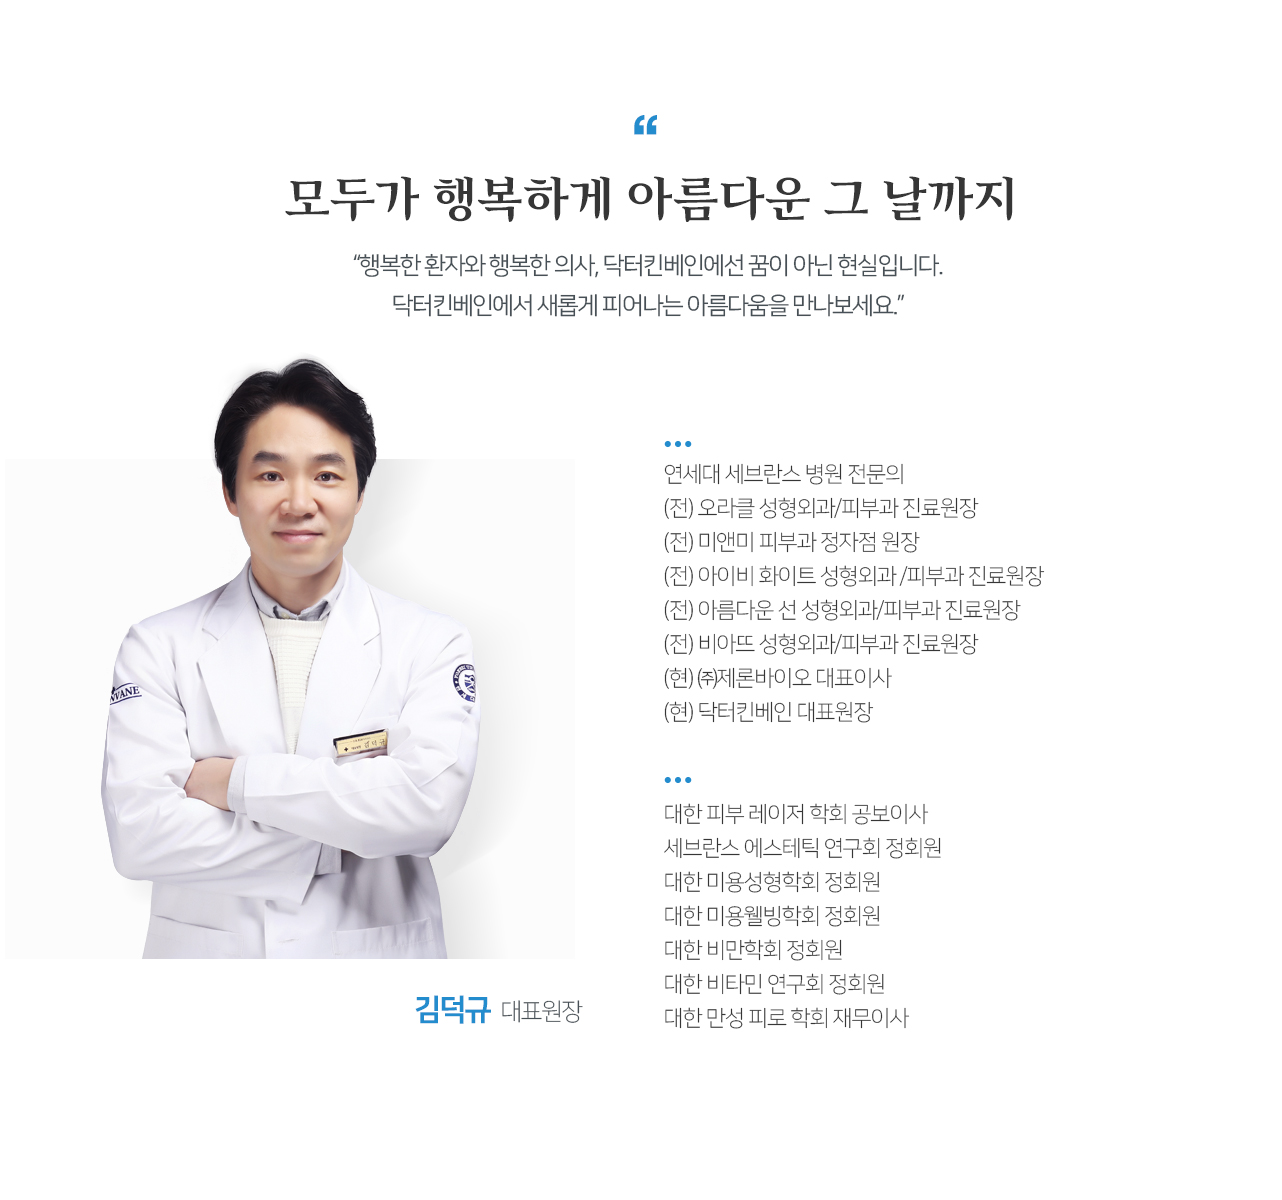 “
모두가 행복하게 아름다운 그 날까지
“행복한 환자와 행복한 의사, 닥터킨베인에선 꿈이 아닌 현실입니다.
닥터킨베인에서 새롭게 피어나는 아름다움을 만나보세요.”
연세대 세브란스 병원 전문의
(전) 오라클 성형외과/피부과 진료원장
(전) 미앤미 피부과 정자점 원장
(전) 아이비 화이트 성형외과 /피부과 진료원장
(전) 아름다운 선 성형외과/피부과 진료원장
(전) 비아뜨 성형외과/피부과 진료원장
(현) ㈜제론바이오 대표이사
(현) 닥터킨베인 대표원장
대한 피부 레이저 학회 공보이사
세브란스 에스테틱 연구회 정회원
대한 미용성형학회 정회원
대한 미용웰빙학회 정회원
대한 비만학회 정회원
대한 비타민 연구회 정회원
대한 만성 피로 학회 재무이사
김덕규 대표원장